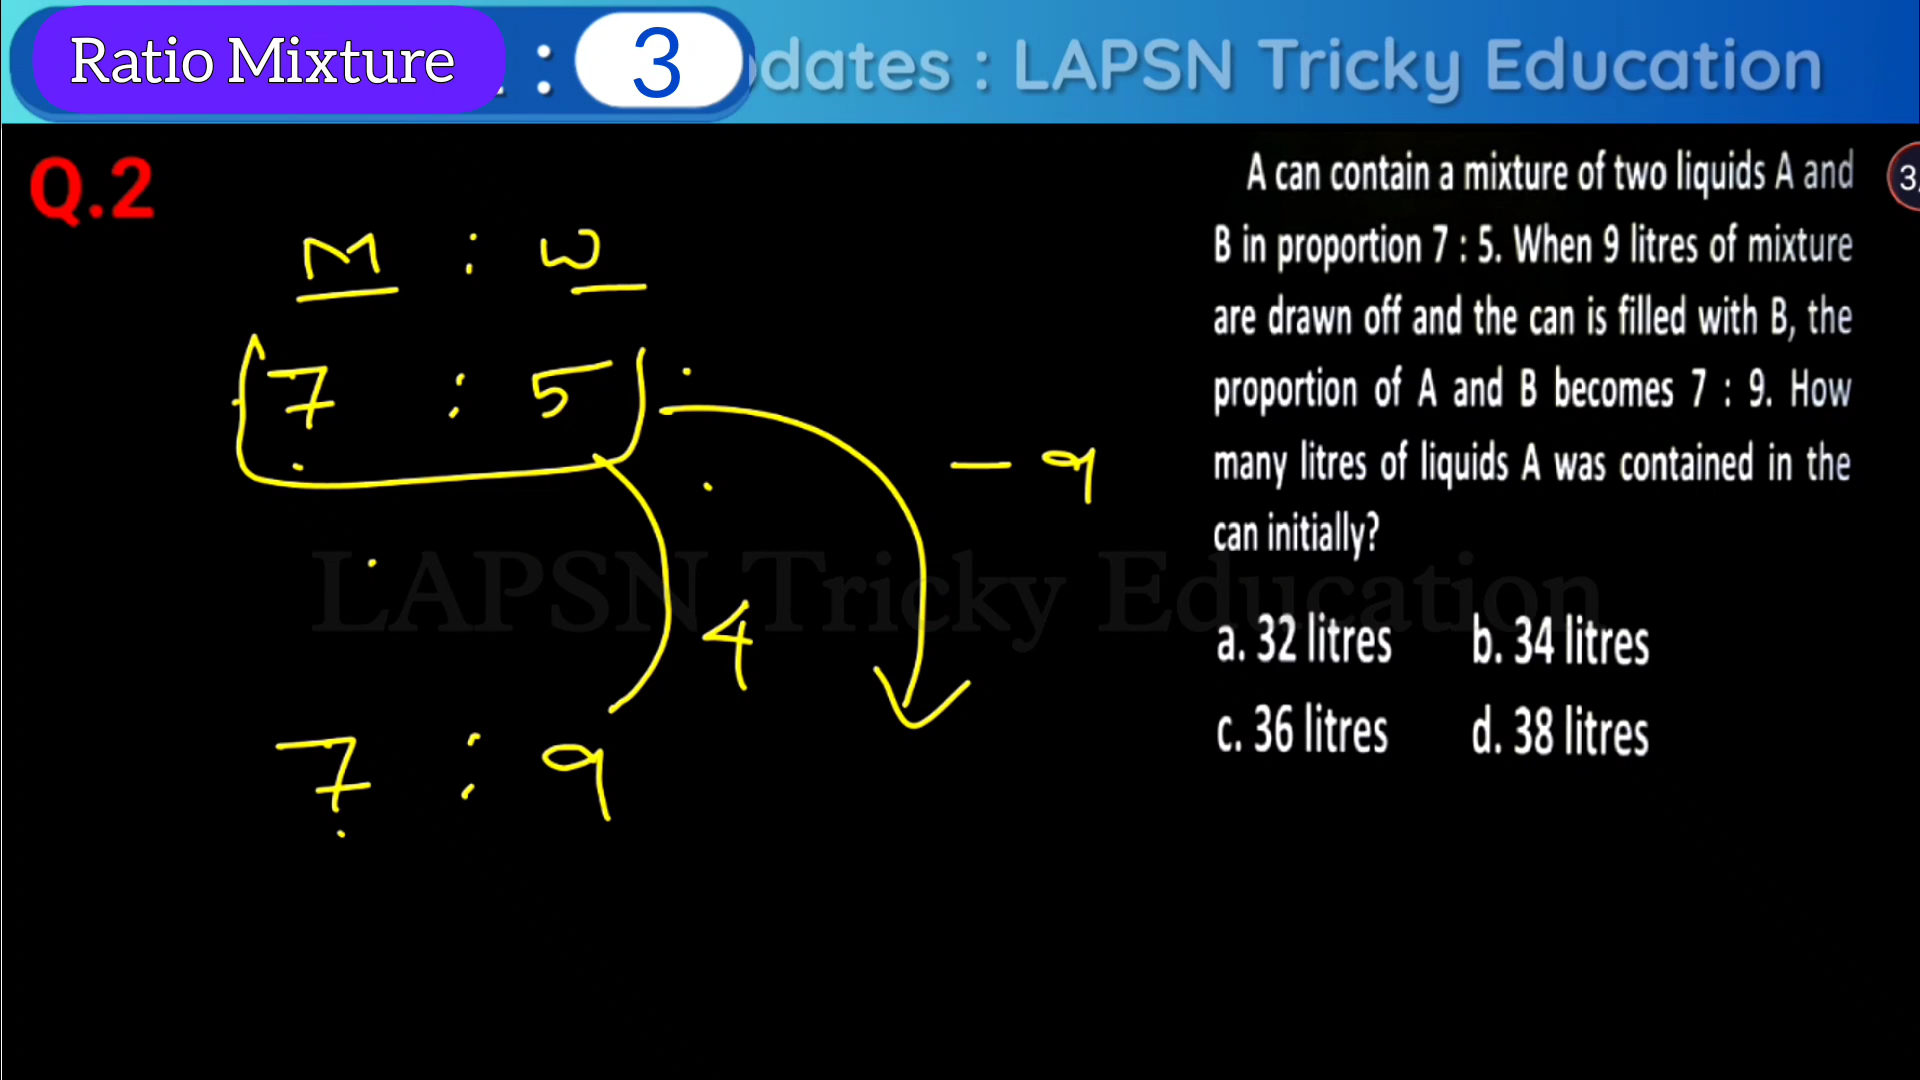 Ratio Mixture : 3 dates : LAPSN Tricky Education
Q.2
M : W
7 : 5
- 9
4
7 : 9
A can contain a mixture of two liquids A and
B in proportion 7 : 5. When 9 litres of mixture
are drawn off and the can is filled with B, the
proportion of A and B becomes 7 : 9. How
many litres of liquids A was contained in the
can initially?
a. 32 litres b. 34 litres
c. 36 litres d. 38 litres
3
LAPSN Tricky Education